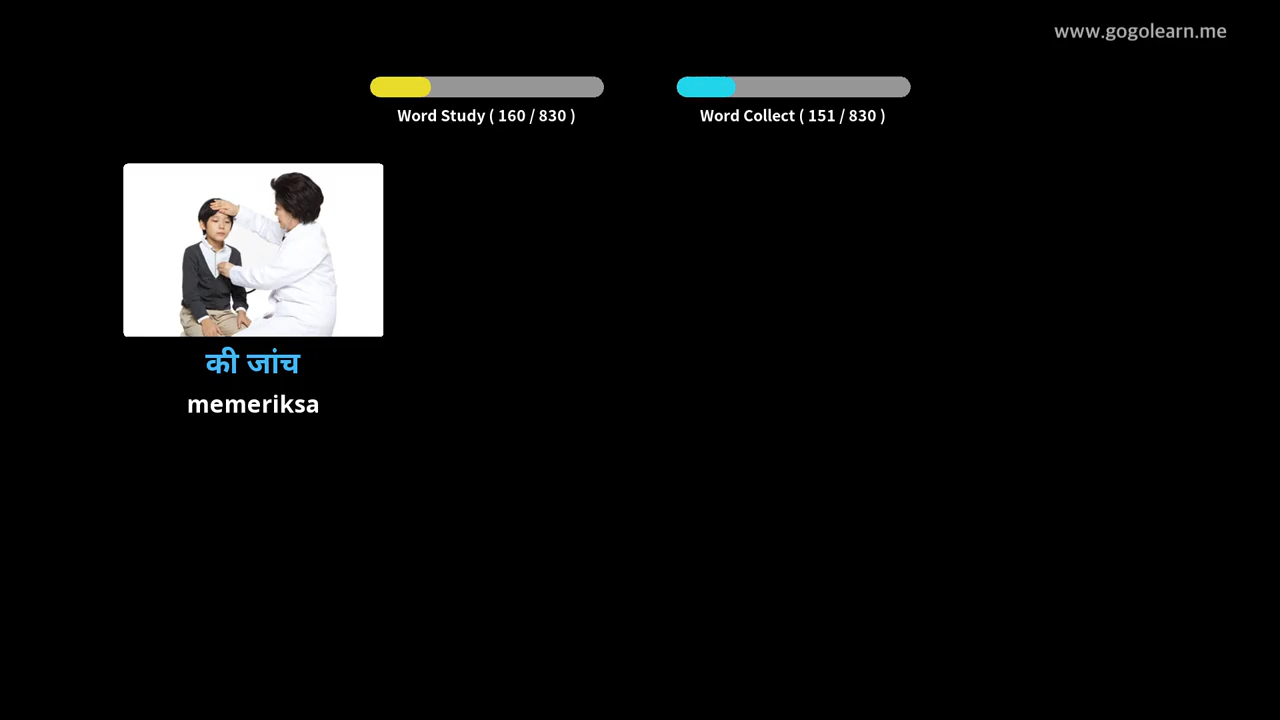 www.gogolearn.me
Word Study ( 160 / 830 )
Word Collect ( 151 / 830 )
की जांच
memeriksa